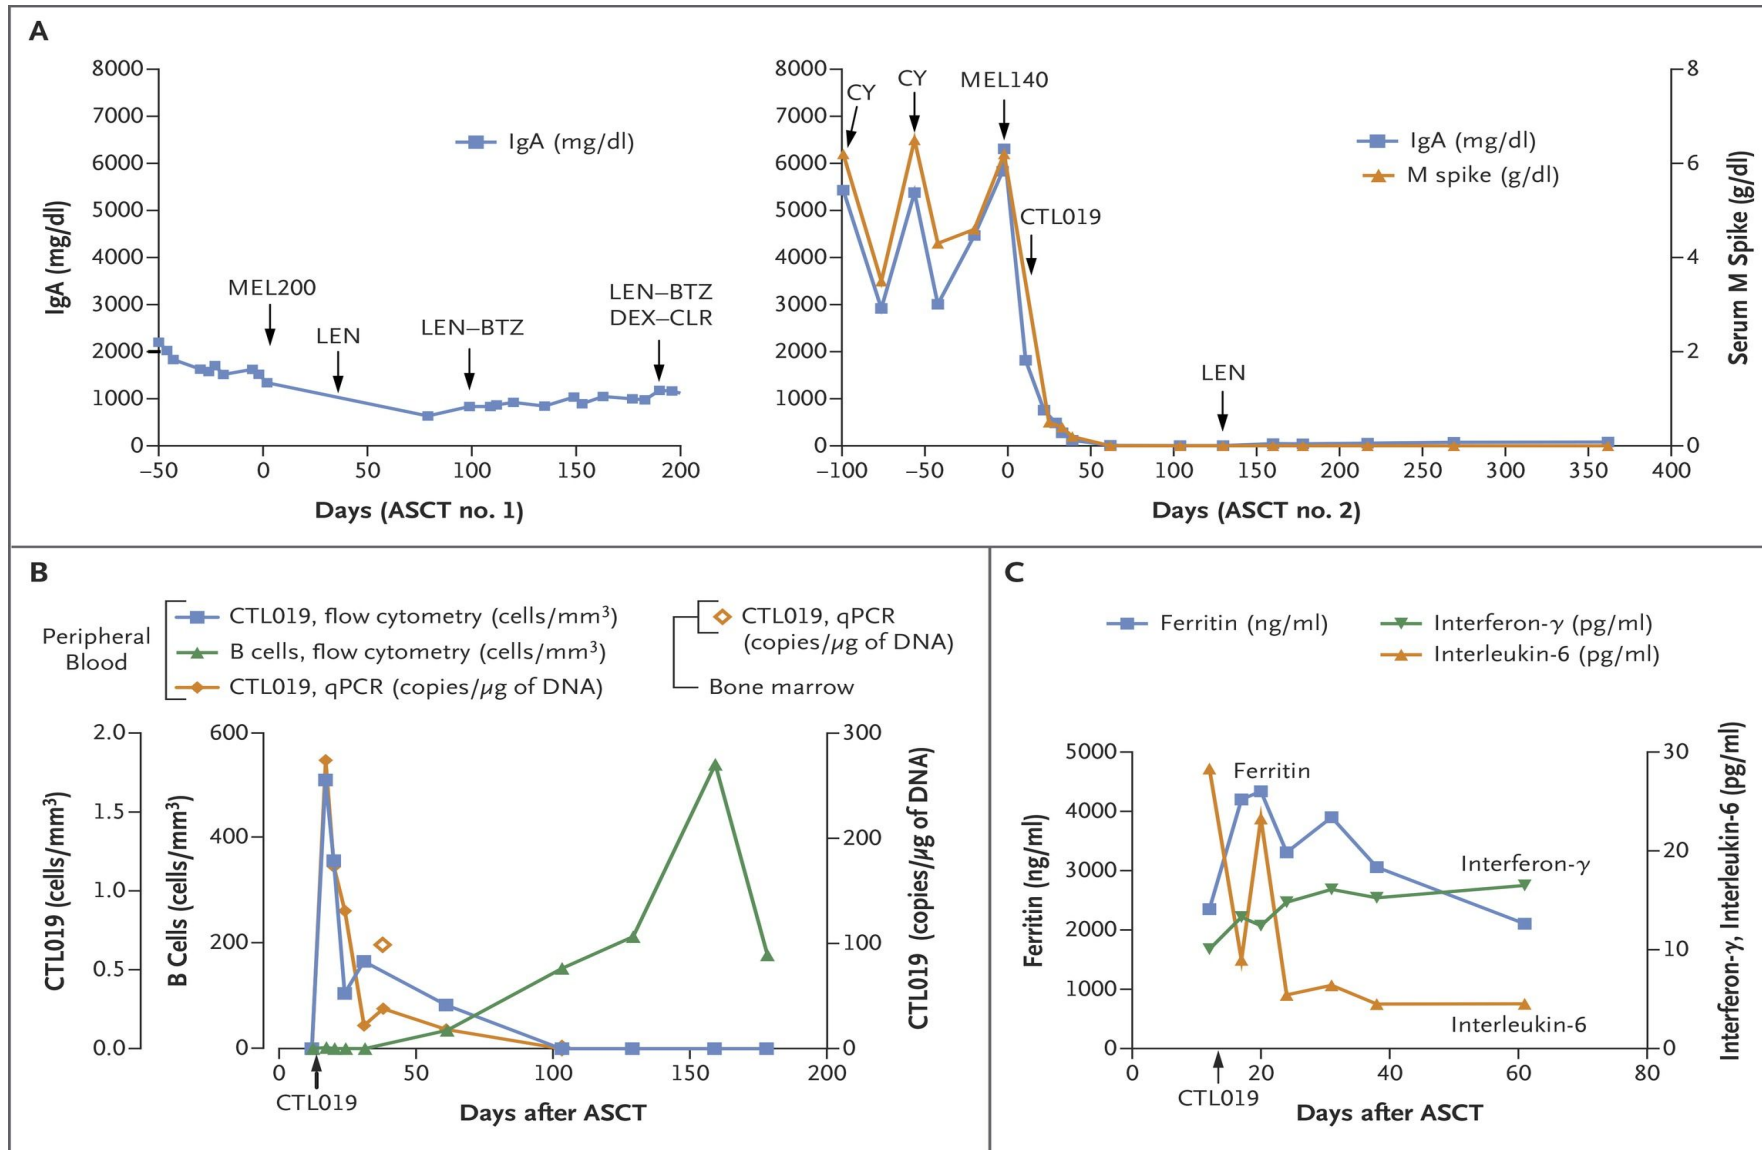 A
8000
7000
6000
5000
4000
3000
2000
1000
0
IgA (mg/dl)
IgA (mg/dl)
MEL200
LEN
LEN–BTZ
LEN–BTZ
DEX–CLR
–50
0
50
100
150
200
Days (ASCT no. 1)
8000
7000
6000
5000
4000
3000
2000
1000
0
CY
CY
MEL140
CTL019
LEN
IgA (mg/dl)
M spike (g/dl)
8
6
4
2
0
Serum M Spike (g/dl)
–100
–50
0
50
100
150
200
250
300
350
400
Days (ASCT no. 2)
B
Peripheral
Blood
CTL019, flow cytometry (cells/mm³)
B cells, flow cytometry (cells/mm³)
CTL019, qPCR (copies/µg of DNA)
CTL019, qPCR
(copies/µg of DNA)
Bone marrow
CTL019 (cells/mm³)
2.0
1.5
1.0
0.5
0.0
B Cells (cells/mm³)
600
400
200
0
300
200
100
0
CTL019 (copies/µg of DNA)
0
50
100
150
200
CTL019
Days after ASCT
C
Ferritin (ng/ml)
Interferon-γ (pg/ml)
Interleukin-6 (pg/ml)
Ferritin (ng/ml)
5000
4000
3000
2000
1000
0
Ferritin
Interferon-γ
Interleukin-6
30
20
10
0
Interferon-γ, Interleukin-6 (pg/ml)
0
20
40
60
80
CTL019
Days after ASCT